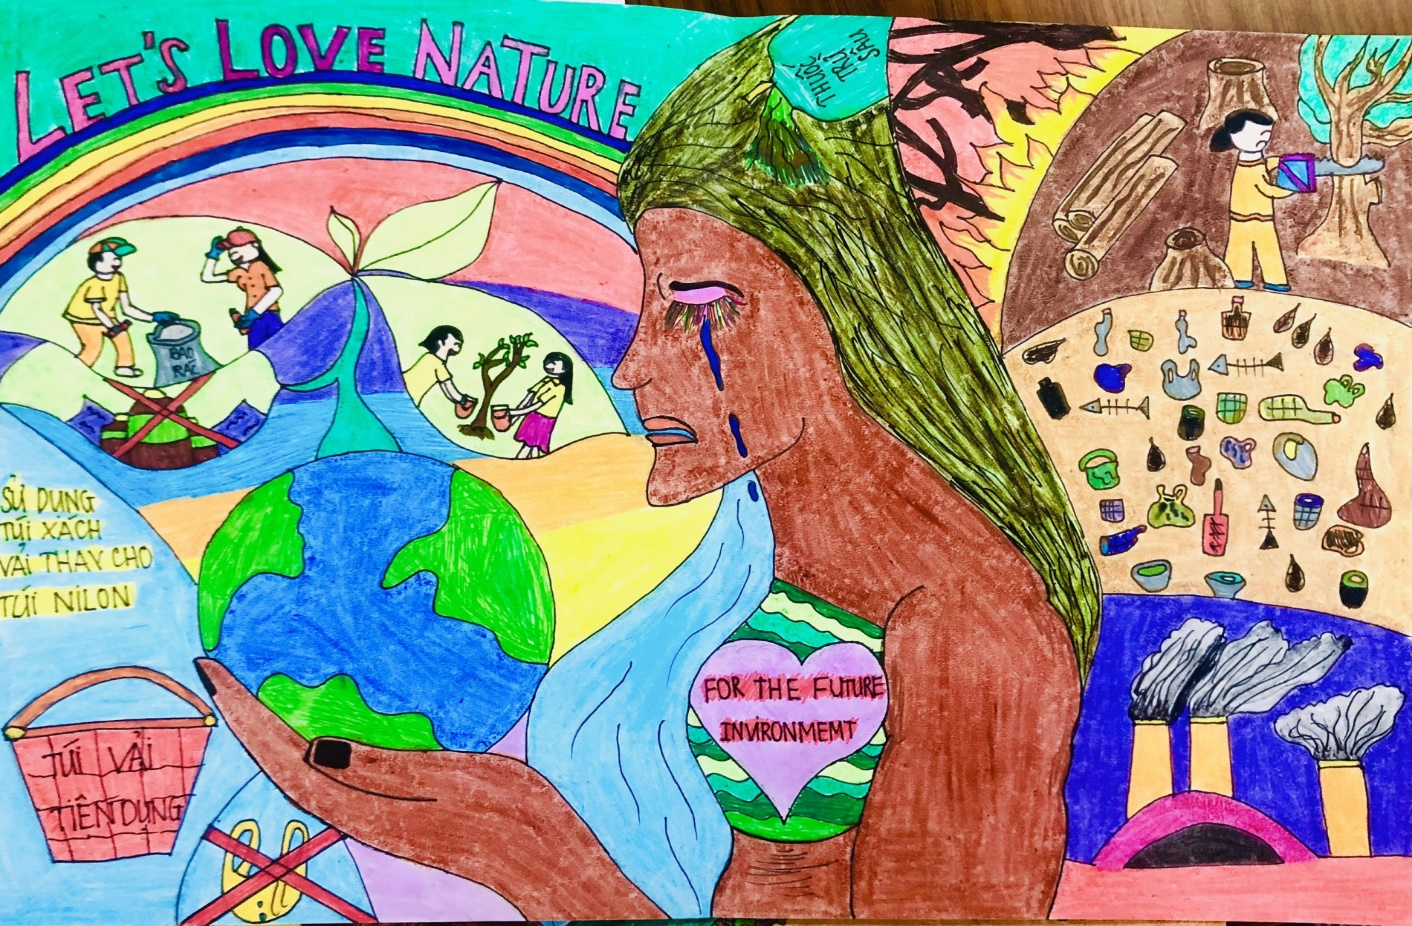 LET'S LOVE NATURE
THUỐC
TRỪ
SÂU
BAO
RÁC
SỬ DỤNG
TÚI XÁCH
VẢI THAY CHO
TÚI NILON
TÚI VẢI
TIỆN DỤNG
FOR THE FUTURE
INVIRONMEMT